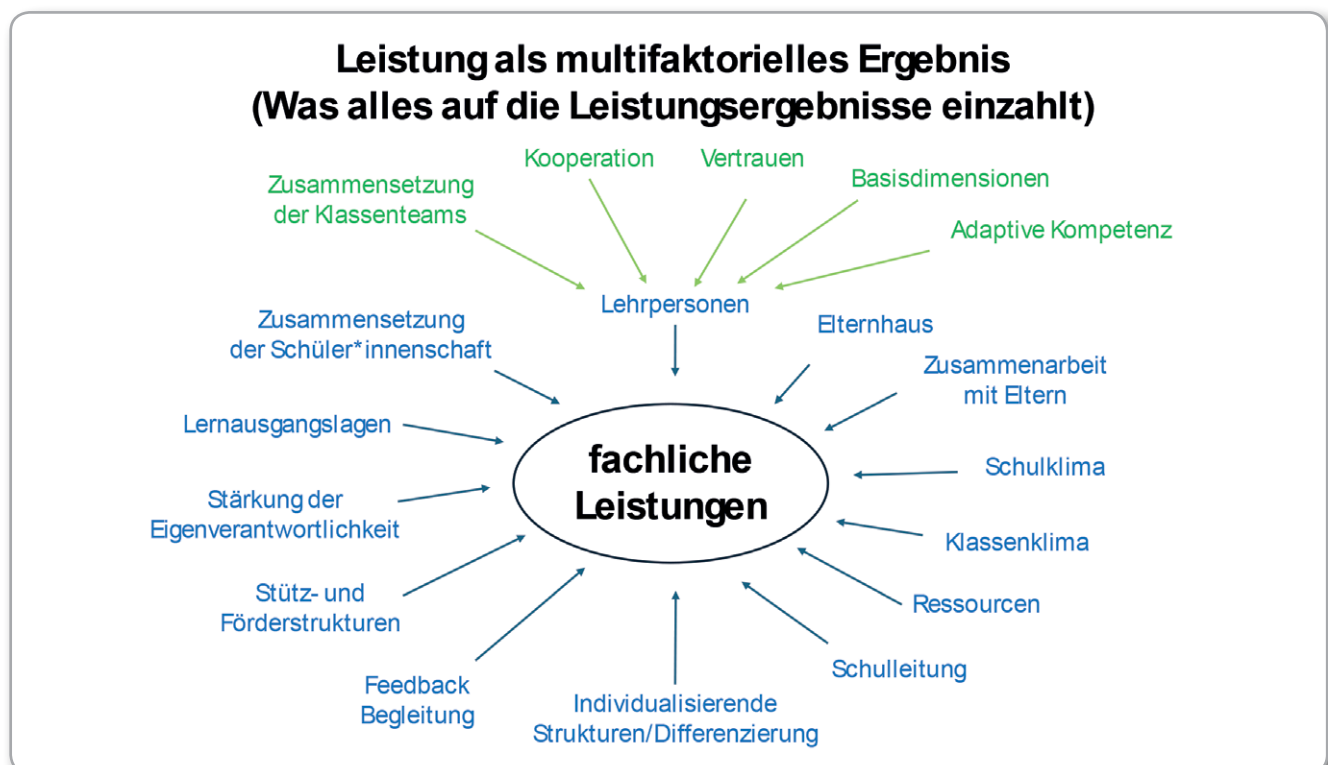 Leistung als multifaktorielles Ergebnis
(Was alles auf die Leistungsergebnisse einzahlt)
Kooperation
Vertrauen
Zusammensetzung
der Klassenteams
Basisdimensionen
Adaptive Kompetenz
Lehrpersonen
Zusammensetzung
der Schüler*innenschaft
Elternhaus
Zusammenarbeit
mit Eltern
Lernausgangslagen
fachliche
Leistungen
Schulklima
Stärkung der
Eigenverantwortlichkeit
Klassenklima
Stütz- und
Förderstrukturen
Ressourcen
Schulleitung
Feedback
Begleitung
Individualisierende
Strukturen/Differenzierung